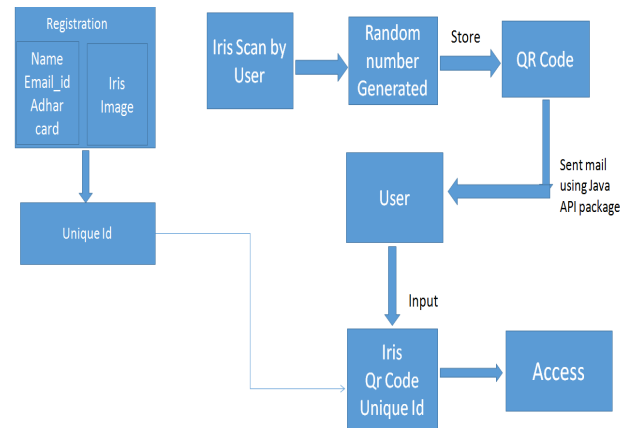 Registration
Name
Email_id
Adhar
card
Iris
Image
Unique Id
Iris Scan by
User
Random
number
Generated
Store
QR Code
Sent mail
using Java
API package
User
Input
Iris
Qr Code
Unique Id
Access